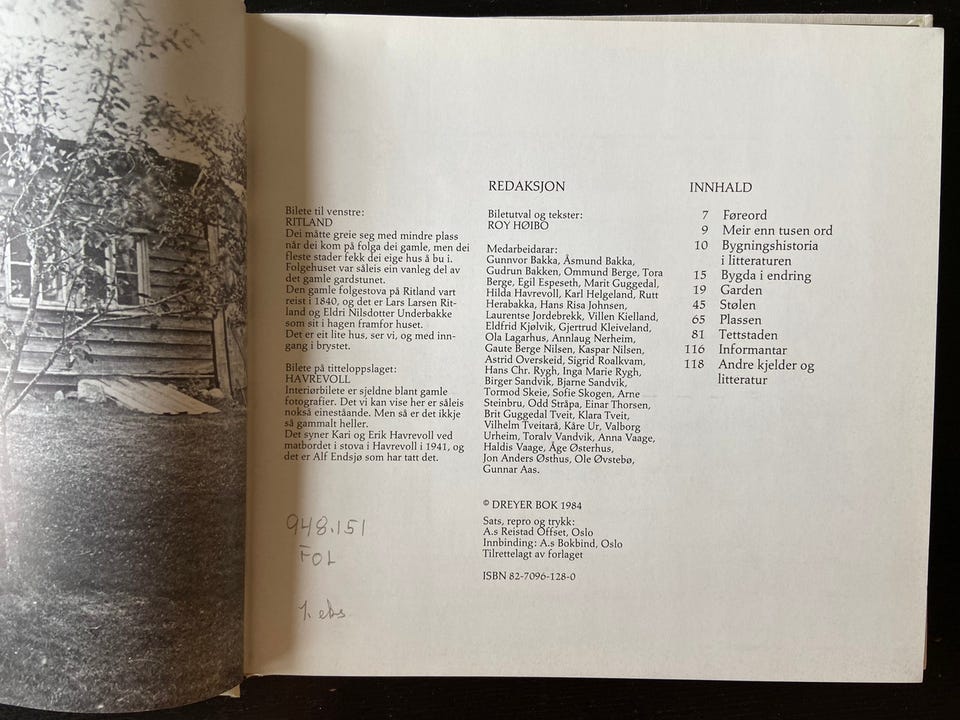 Bilete til venstre:
RITLAND
Dei måtte greie seg med mindre plass
når dei kom på folga dei gamle, men dei
fleste stader fekk dei eige hus å bu i.
Folgehuset var såleis ein vanleg del av
det gamle gardstunet.
Den gamle folgestova på Ritland vart
reist i 1840, og det er Lars Larsen Rit-
land og Eldri Nilsdotter Underbakke
som sit i hagen framfor huset.
Det er eit lite hus, ser vi, og med inn-
gang i brystet.
Bilete på titteloppslaget:
HAVREVOLL
Interiørbilete er sjeldne blant gamle
fotografier. Det vi kan vise her er såleis
nokså eineståande. Men så er det ikkje
så gammalt heller.
Det syner Kari og Erik Havrevoll ved
matbordet i stova i Havrevoll i 1941, og
det er Alf Endsjø som har tatt det.
948.151
FOL
1. eks
REDAKSJON
Biletutval og tekster:
ROY HØIBO
Medarbeidarar:
Gunnvor Bakka, Åsmund Bakka,
Gudrun Bakken, Ommund Berge, Tora
Berge, Egil Espeseth, Marit Guggedal,
Hilda Havrevoll, Karl Helgeland, Rutt
Herabakka, Hans Risa Johnsen,
Laurentse Jordebrekk, Villen Kielland,
Eldfrid Kjølvik, Gjertrud Kleiveland,
Ola Lagarhus, Annlaug Nerheim,
Gaute Berge Nilsen, Kaspar Nilsen,
Astrid Overskeid, Sigrid Roalkvam,
Hans Chr. Rygh, Inga Marie Rygh,
Birger Sandvik, Bjarne Sandvik,
Tormod Skeie, Sofie Skogen, Arne
Steinbru, Odd Stråpa, Einar Thorsen,
Brit Guggedal Tveit, Klara Tveit,
Vilhelm Tveitarå, Kåre Ur, Valborg
Urheim, Toralv Vandvik, Anna Vaage,
Haldis Vaage, Åge Østerhus,
Jon Anders Østhus, Ole Øvstebø,
Gunnar Aas.
© DREYER BOK 1984
Sats, repro og trykk:
A.s Reistad Offset, Oslo
Innbinding: A.s Bokbind, Oslo
Tilrettelagt av forlaget
ISBN 82-7096-128-0
INNHALD
7 Føreord
9 Meir enn tusen ord
10 Bygningshistoria
i litteraturen
15 Bygda i endring
19 Garden
45 Stølen
65 Plassen
81 Tettstaden
116 Informantar
118 Andre kjelder og
litteratur